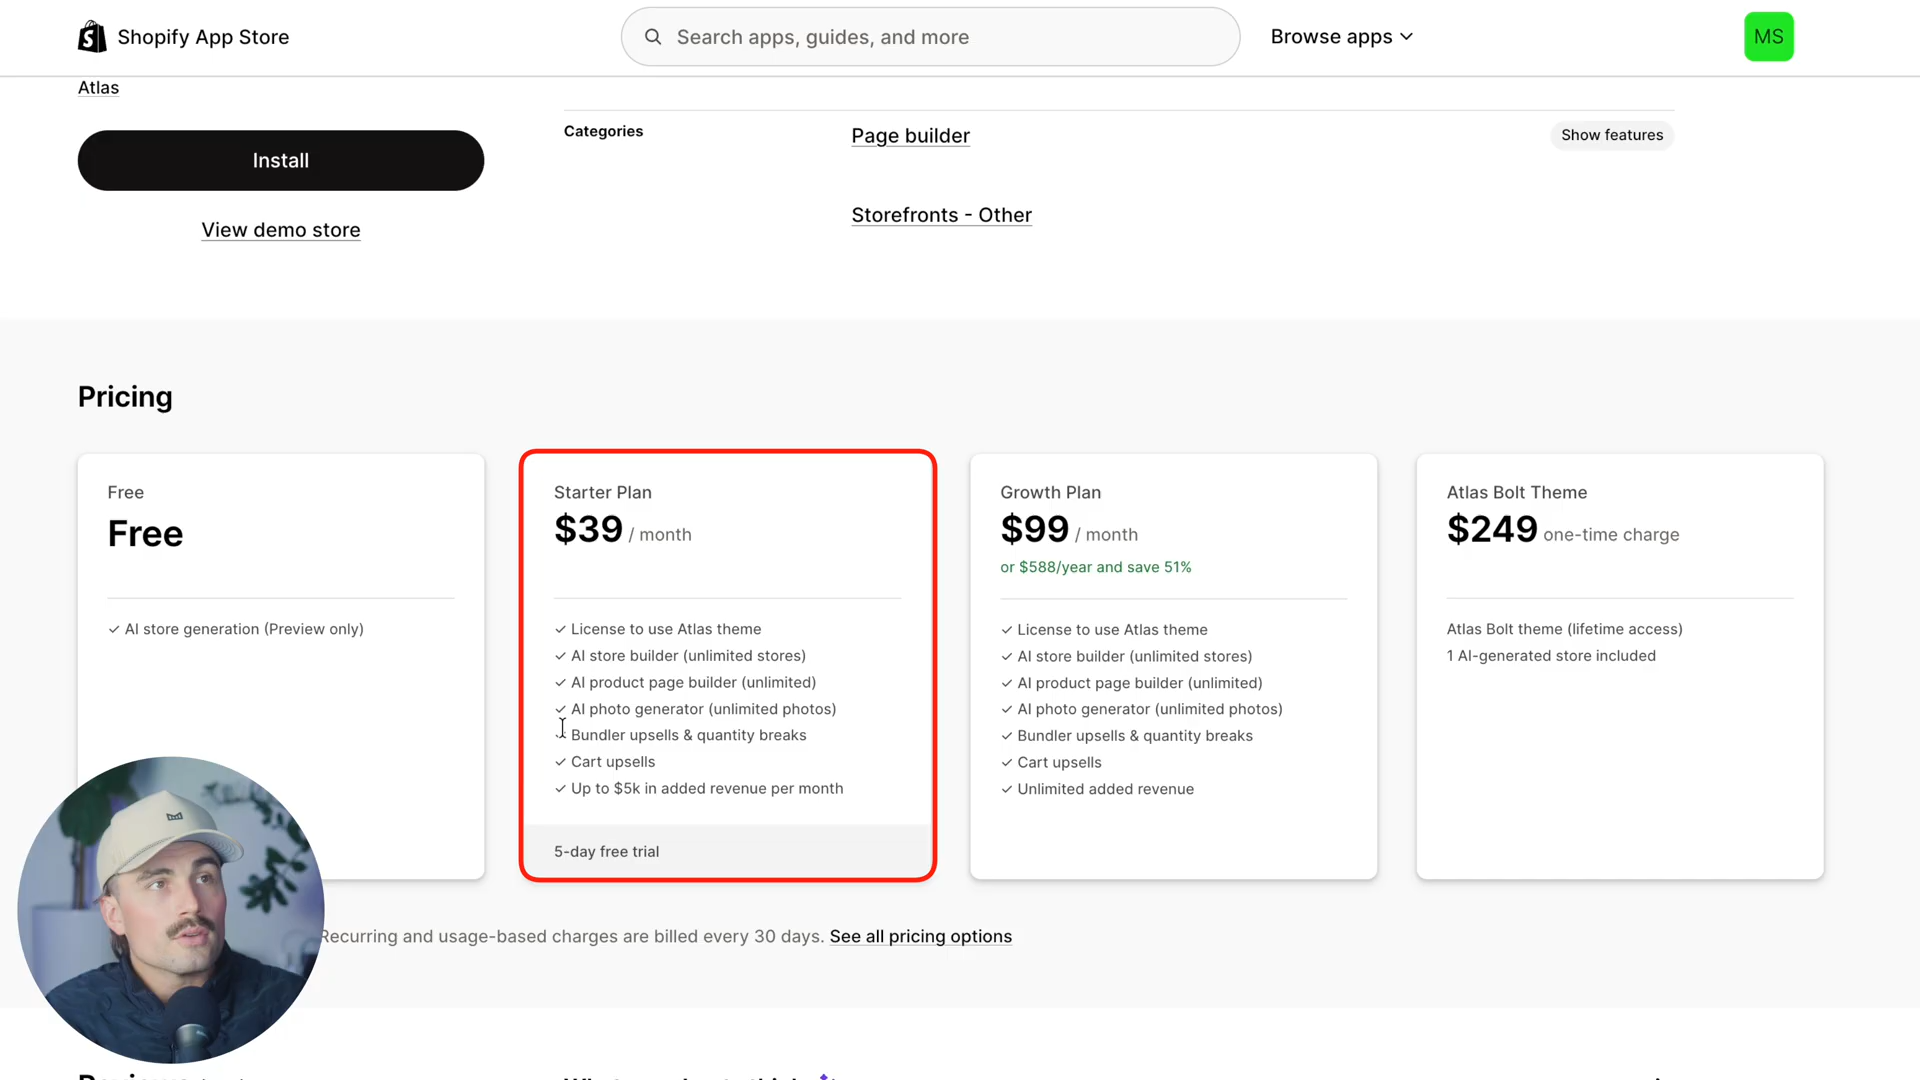 Shopify App Store
Search apps, guides, and more
Browse apps
MS
Atlas
Install
View demo store
Categories
Page builder
Show features
Storefronts - Other
Pricing
Free
Free
✓ AI store generation (Preview only)
Starter Plan
$39 / month
✓ License to use Atlas theme
✓ AI store builder (unlimited stores)
✓ AI product page builder (unlimited)
✓ AI photo generator (unlimited photos)
✓ Bundler upsells & quantity breaks
✓ Cart upsells
✓ Up to $5k in added revenue per month
5-day free trial
Growth Plan
$99 / month
or $588/year and save 51%
✓ License to use Atlas theme
✓ AI store builder (unlimited stores)
✓ AI product page builder (unlimited)
✓ AI photo generator (unlimited photos)
✓ Bundler upsells & quantity breaks
✓ Cart upsells
✓ Unlimited added revenue
Atlas Bolt Theme
$249 one-time charge
Atlas Bolt theme (lifetime access)
1 AI-generated store included
Recurring and usage-based charges are billed every 30 days. See all pricing options